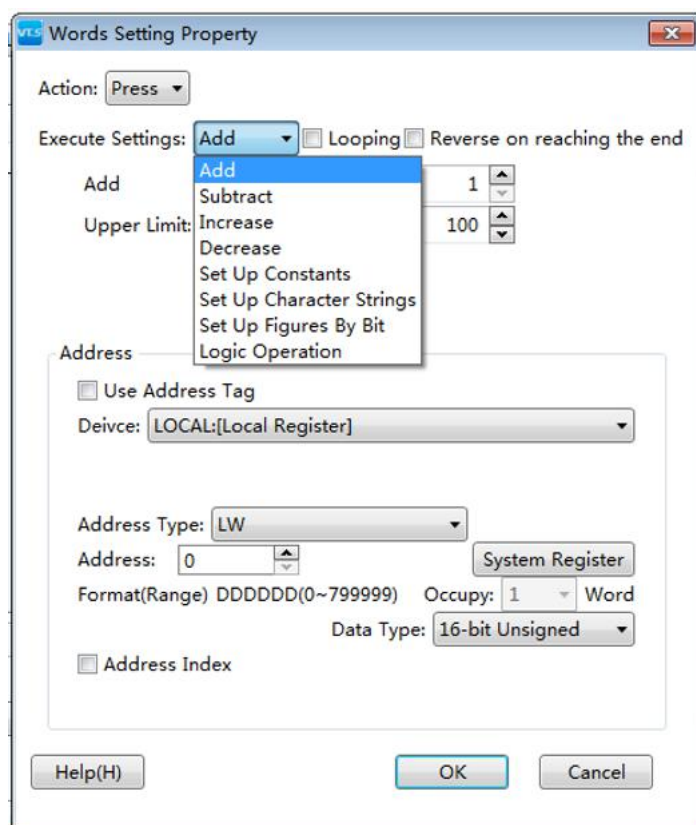 VT5 Words Setting Property
Action: Press
Execute Settings: Add Looping Reverse on reaching the end
Add
Subtract
Increase
Decrease
Set Up Constants
Set Up Character Strings
Set Up Figures By Bit
Logic Operation
Add 1
Upper Limit: 100
Address
Use Address Tag
Deivce: LOCAL:[Local Register]
Address Type: LW
Address: 0 System Register
Format(Range) DDDDDD(0~799999) Occupy: 1 Word
Data Type: 16-bit Unsigned
Address Index
Help(H) OK Cancel